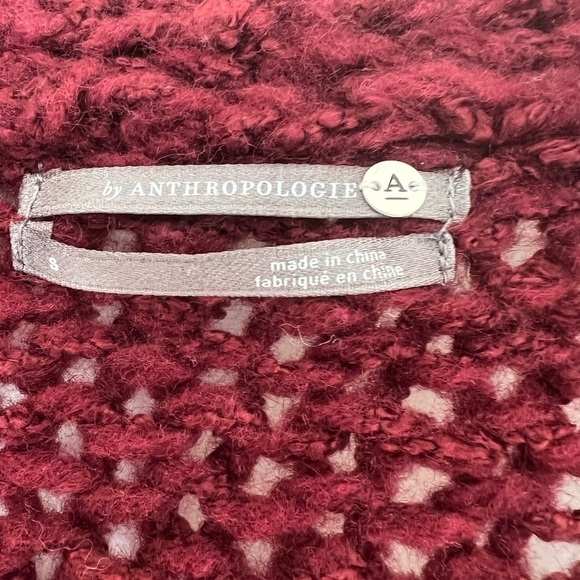 by ANTHROPOLOGIE
A
made in china
fabriqué en chine